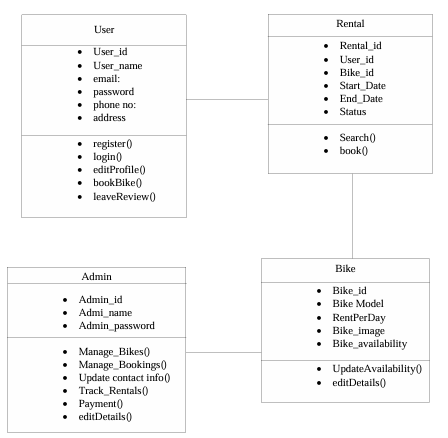 User
User_id
User_name
email:
password
phone no:
address
register()
login()
editProfile()
bookBike()
leaveReview()
Rental
Rental_id
User_id
Bike_id
Start_Date
End_Date
Status
Search()
book()
Admin
Admin_id
Admi_name
Admin_password
Manage_Bikes()
Manage_Bookings()
Update contact info()
Track_Rentals()
Payment()
editDetails()
Bike
Bike_id
Bike Model
RentPerDay
Bike_image
Bike_availability
UpdateAvailability()
editDetails()